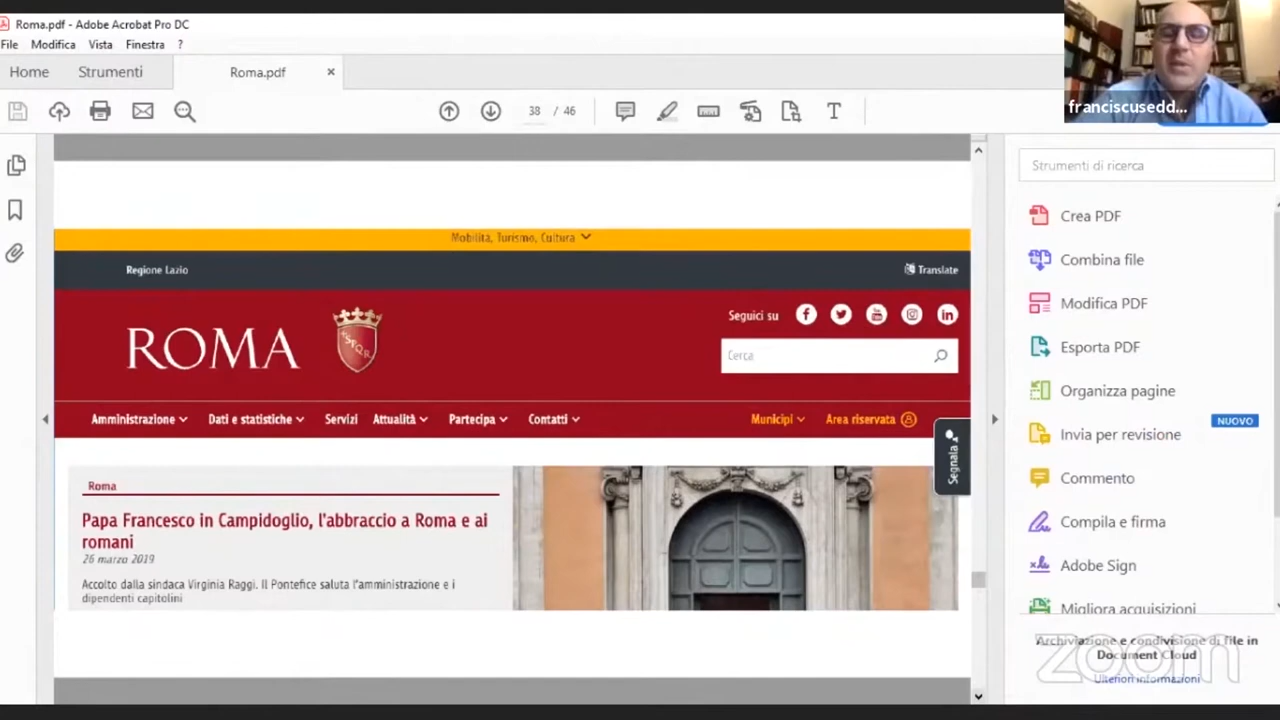 Roma.pdf - Adobe Acrobat Pro DC
File Modifica Vista Finestra ?
Home Strumenti Roma.pdf ×
38 / 46
franciscusedd...
Strumenti di ricerca
Crea PDF
Combina file
Modifica PDF
Esporta PDF
Organizza pagine
NUOVO
Invia per revisione
Commento
Compila e firma
Adobe Sign
Migliora acquisizioni
Archiviazione e condivisione di file in
Document Cloud
Ulteriori informazioni
zoom
Mobilità, Turismo, Cultura
Regione Lazio Translate
ROMA
SPQR
Seguici su
Cerca
Amministrazione Dati e statistiche Servizi Attualità Partecipa Contatti Municipi Area riservata
Segnala
Roma
Papa Francesco in Campidoglio, l'abbraccio a Roma e ai
romani
26 marzo 2019
Accolto dalla sindaca Virginia Raggi. Il Pontefice saluta l'amministrazione e i
dipendenti capitolini